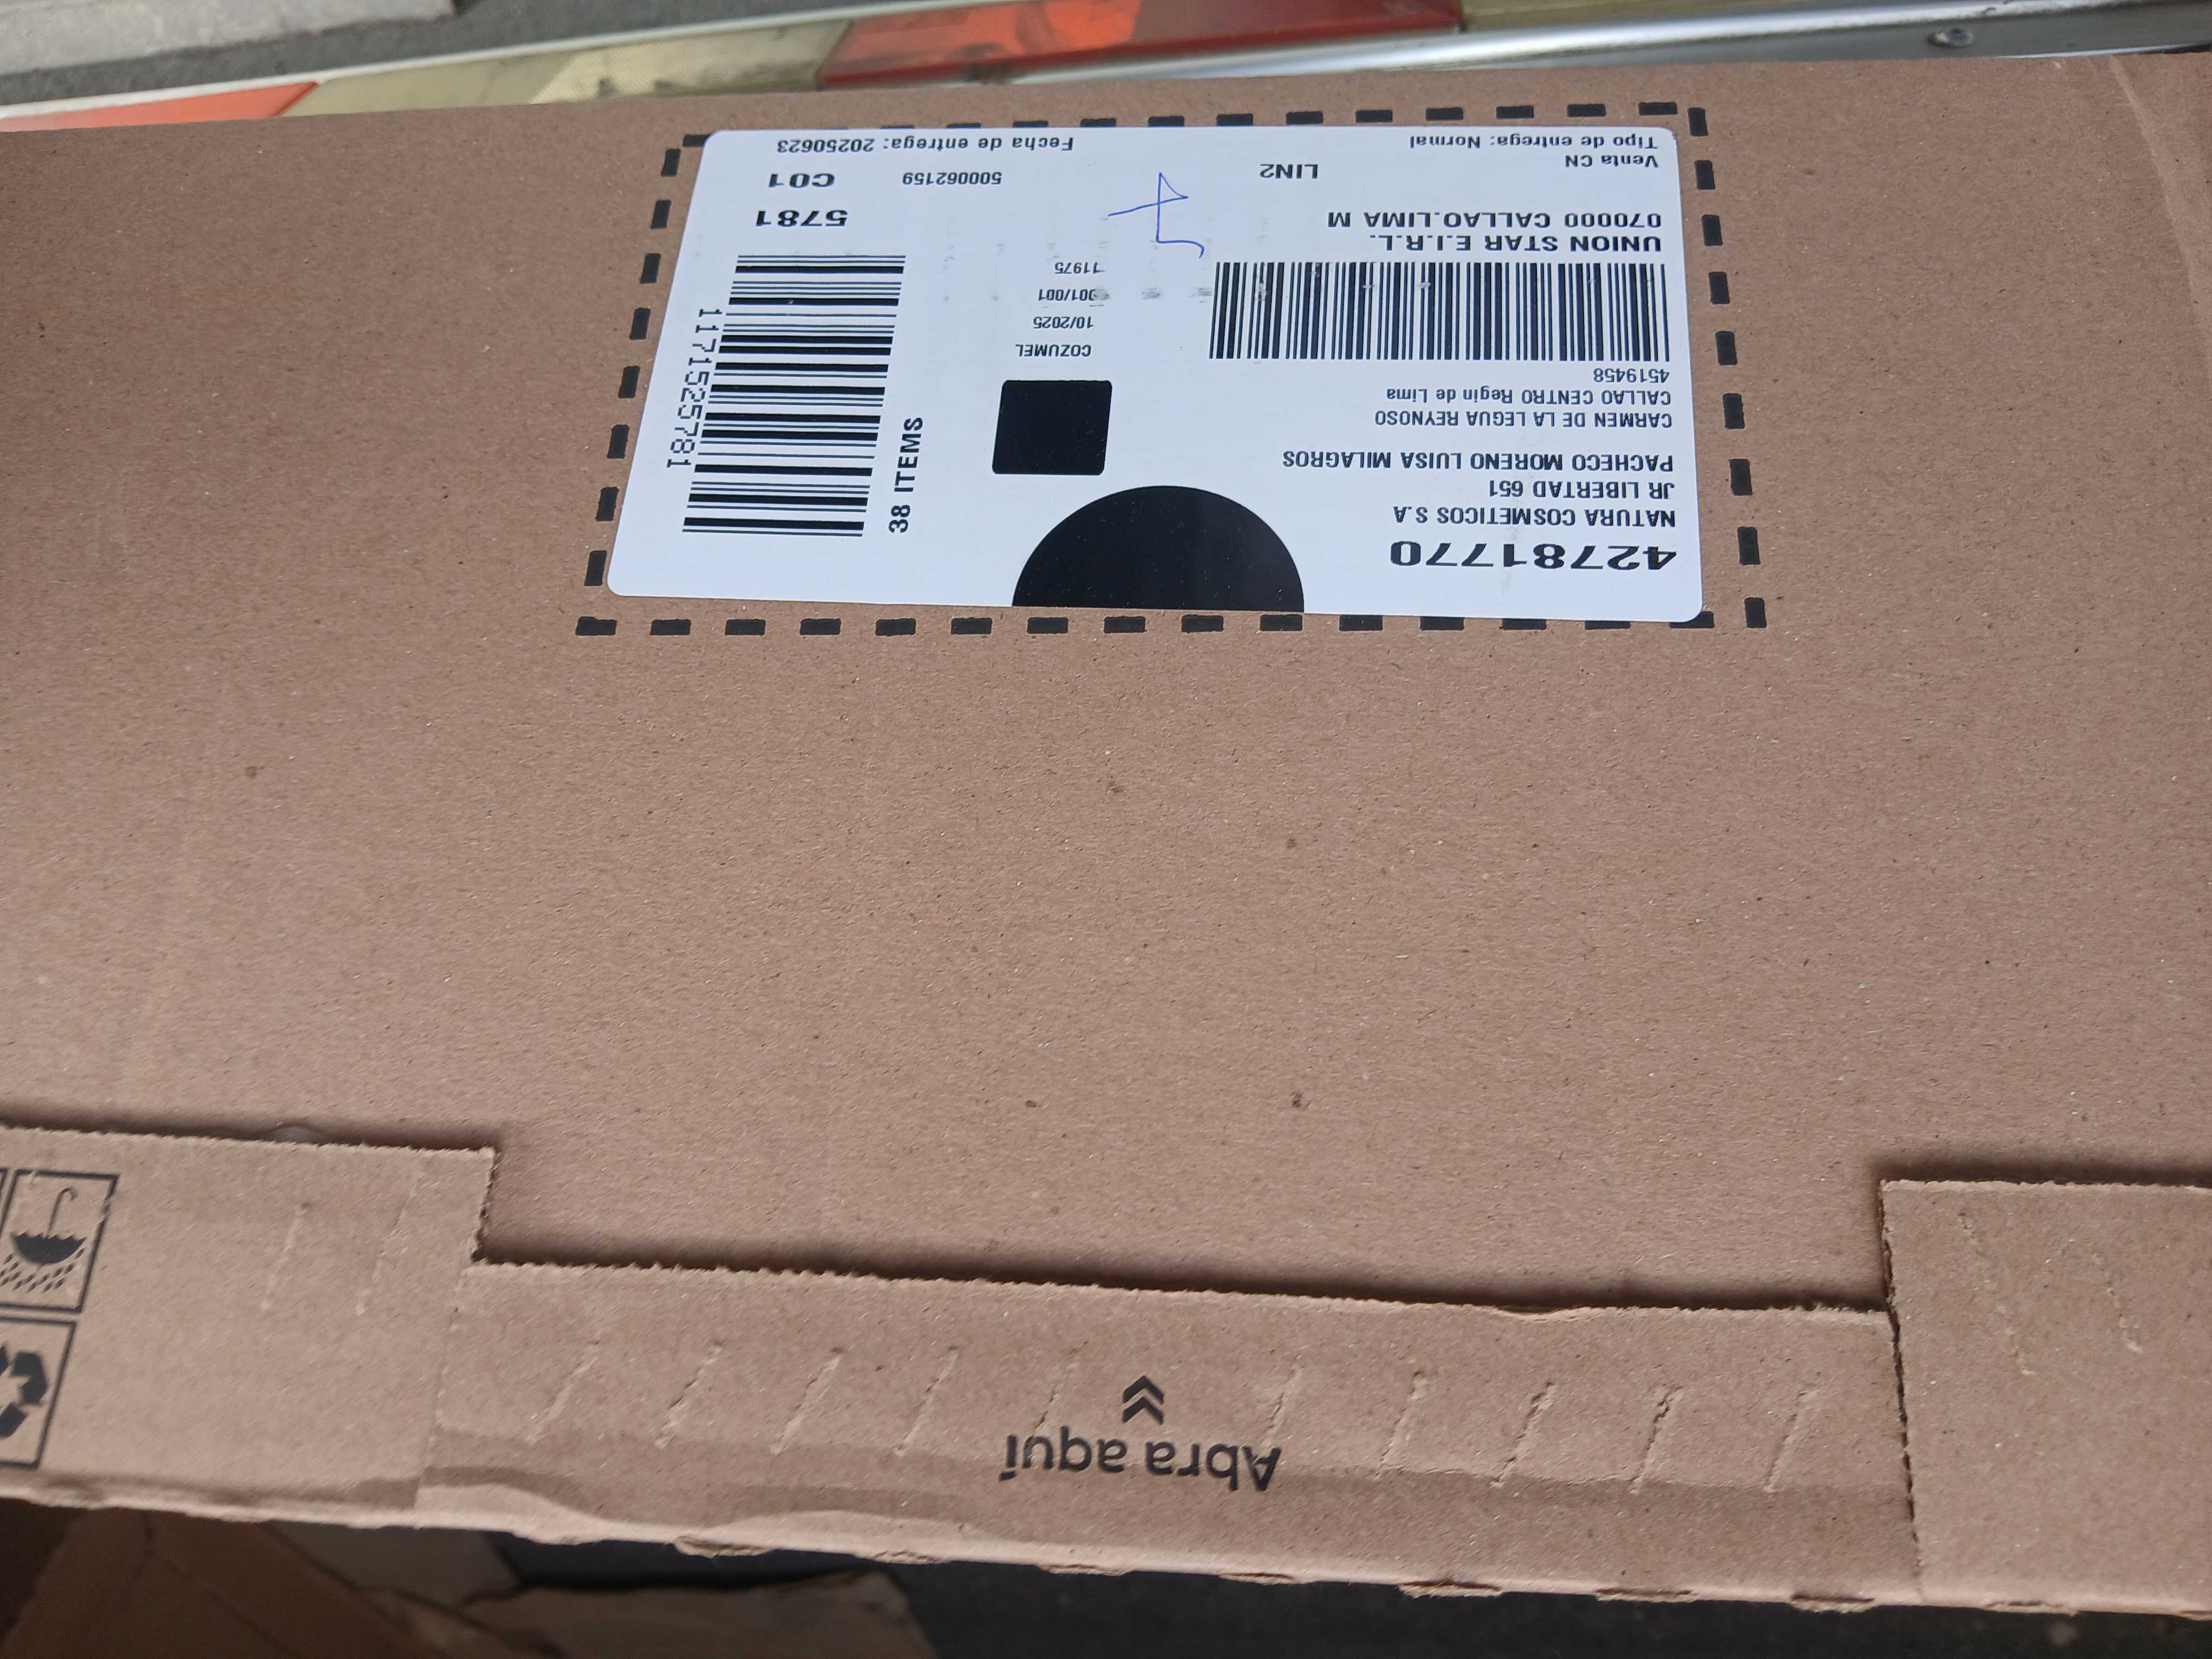 42781770
NATURA COSMETICOS S.A
JR LIBERTAD 651
PACHECO MORENO LUISA MILAGROS
CARMEN DE LA LEGUA REYNOSO
CALLAO CENTRO Regin de Lima
4519458
UNION STAR E.I.R.L.
070000 CALLAO.LIMA M
Venta CN
LIN2
Tipo de entrega: Normal
COZUMEL
10/2025
001/001
11975
38 ITEMS
1171525781
5781
500062159
C01
Fecha de entrega: 20250623
Abra aquí